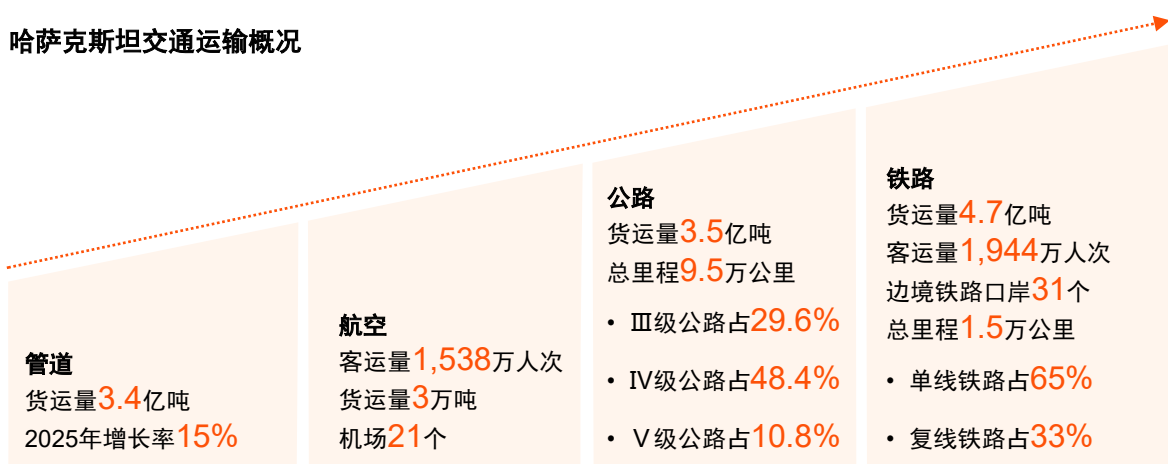 哈萨克斯坦交通运输概况
管道
货运量3.4亿吨
2025年增长率15%
航空
客运量1,538万人次
货运量3万吨
机场21个
公路
货运量3.5亿吨
总里程9.5万公里
• Ⅲ级公路占29.6%
• Ⅳ级公路占48.4%
• Ⅴ级公路占10.8%
铁路
货运量4.7亿吨
客运量1,944万人次
边境铁路口岸31个
总里程1.5万公里
• 单线铁路占65%
• 复线铁路占33%